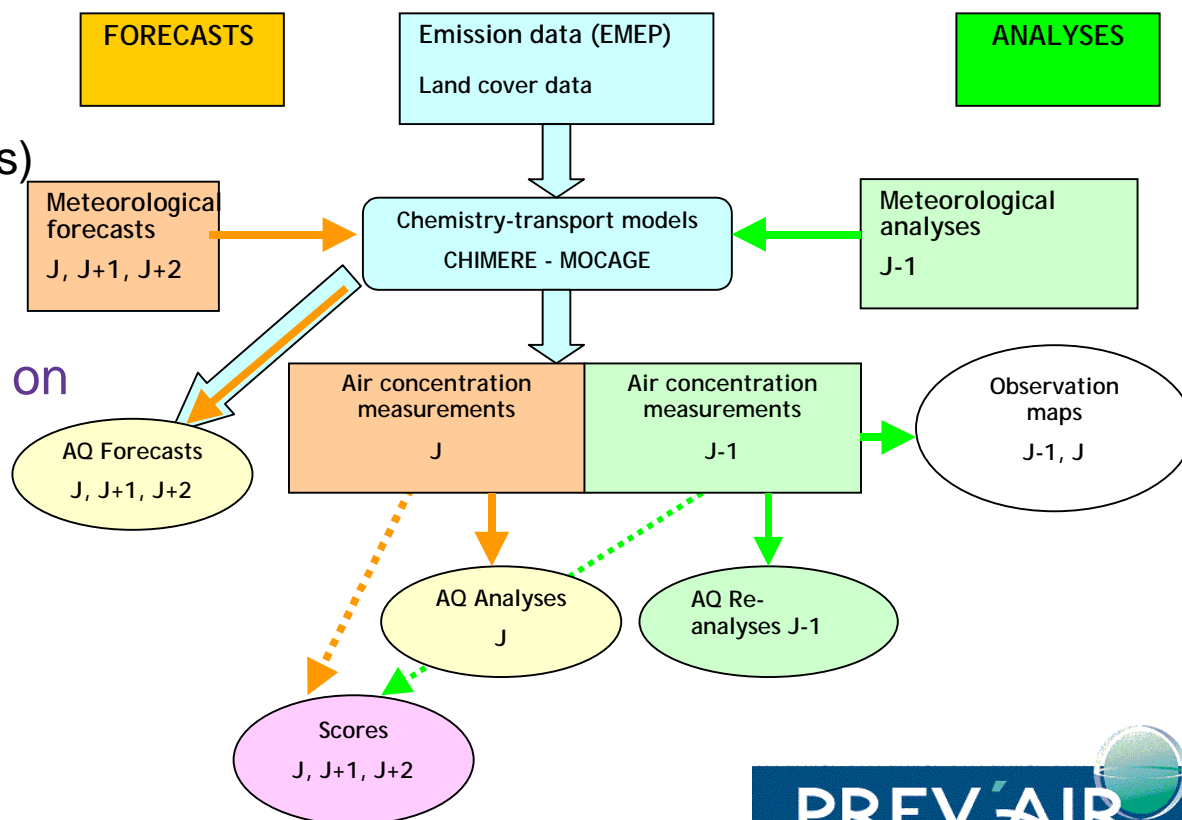 FORECASTS
Emission data (EMEP)
Land cover data
ANALYSES
s)
Meteorological
forecasts
J, J+1, J+2
Chemistry-transport models
CHIMERE - MOCAGE
Meteorological
analyses
J-1
on
AQ Forecasts
J, J+1, J+2
Air concentration
measurements
J
Air concentration
measurements
J-1
Observation
maps
J-1, J
AQ Analyses
J
AQ Re-
analyses J-1
Scores
J, J+1, J+2
PREV'AIR